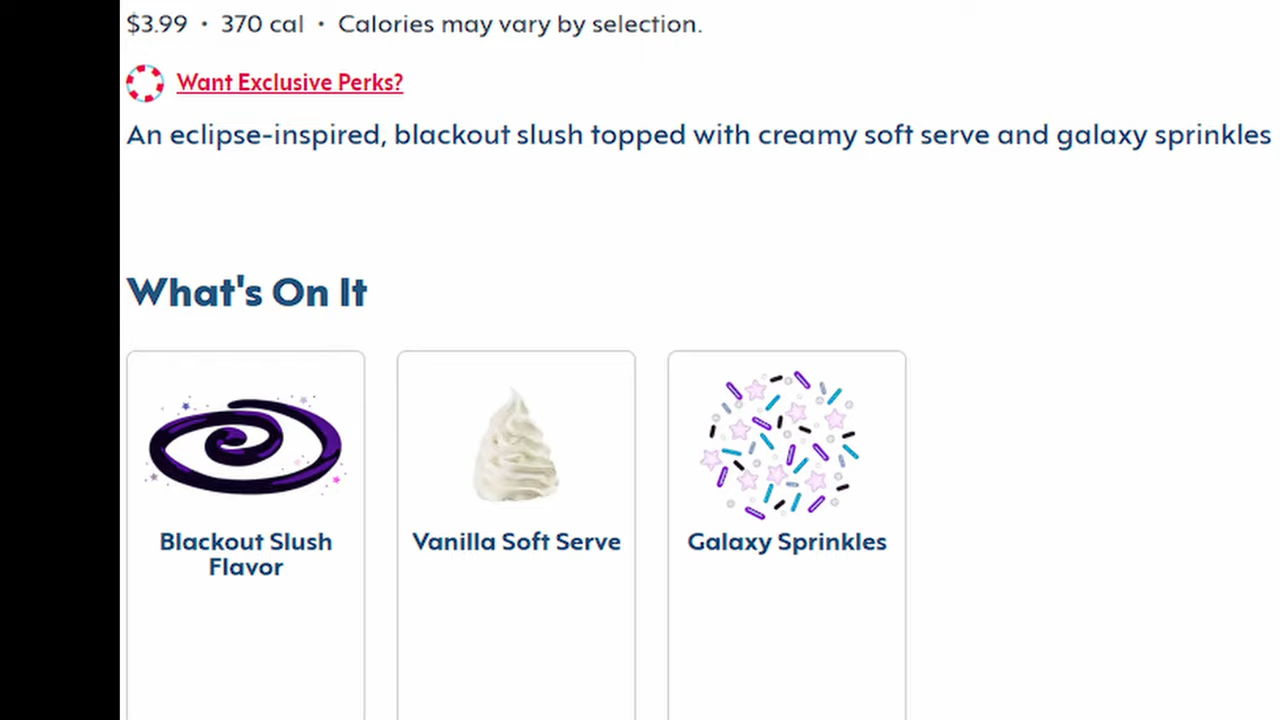 $3.99 • 370 cal • Calories may vary by selection.
Want Exclusive Perks?
An eclipse-inspired, blackout slush topped with creamy soft serve and galaxy sprinkles
What's On It
Blackout Slush
Flavor
Vanilla Soft Serve
Galaxy Sprinkles